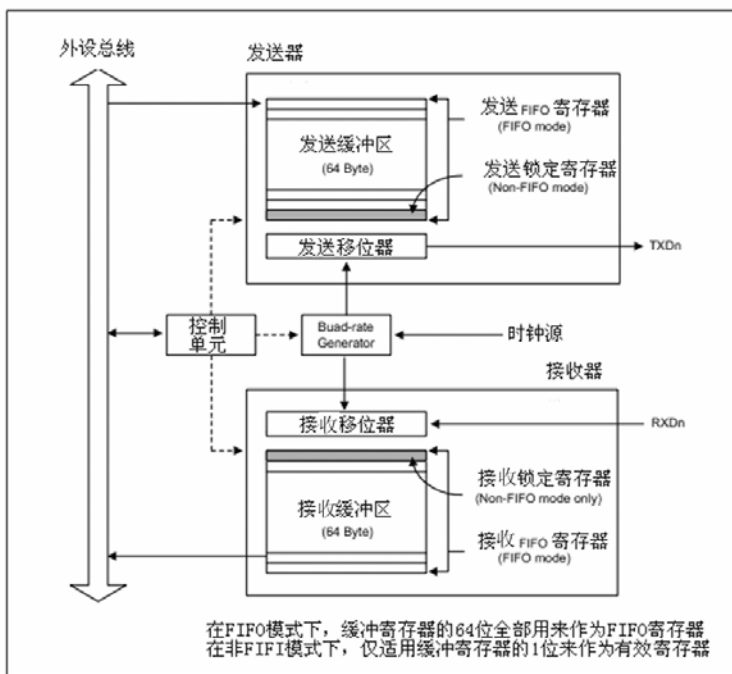 外设总线
发送器
发送缓冲区
(64 Byte)
发送FIFO寄存器
(FIFO mode)
发送锁定寄存器
(Non-FIFO mode)
发送移位器
TXDn
控制
单元
Buad-rate
Generator
时钟源
接收器
接收移位器
RXDn
接收锁定寄存器
(Non-FIFO mode only)
接收缓冲区
(64 Byte)
接收FIFO寄存器
(FIFO mode)
在FIFO模式下，缓冲寄存器的64位全部用来作为FIFO寄存器
在非FIFI模式下，仅适用缓冲寄存器的1位来作为有效寄存器